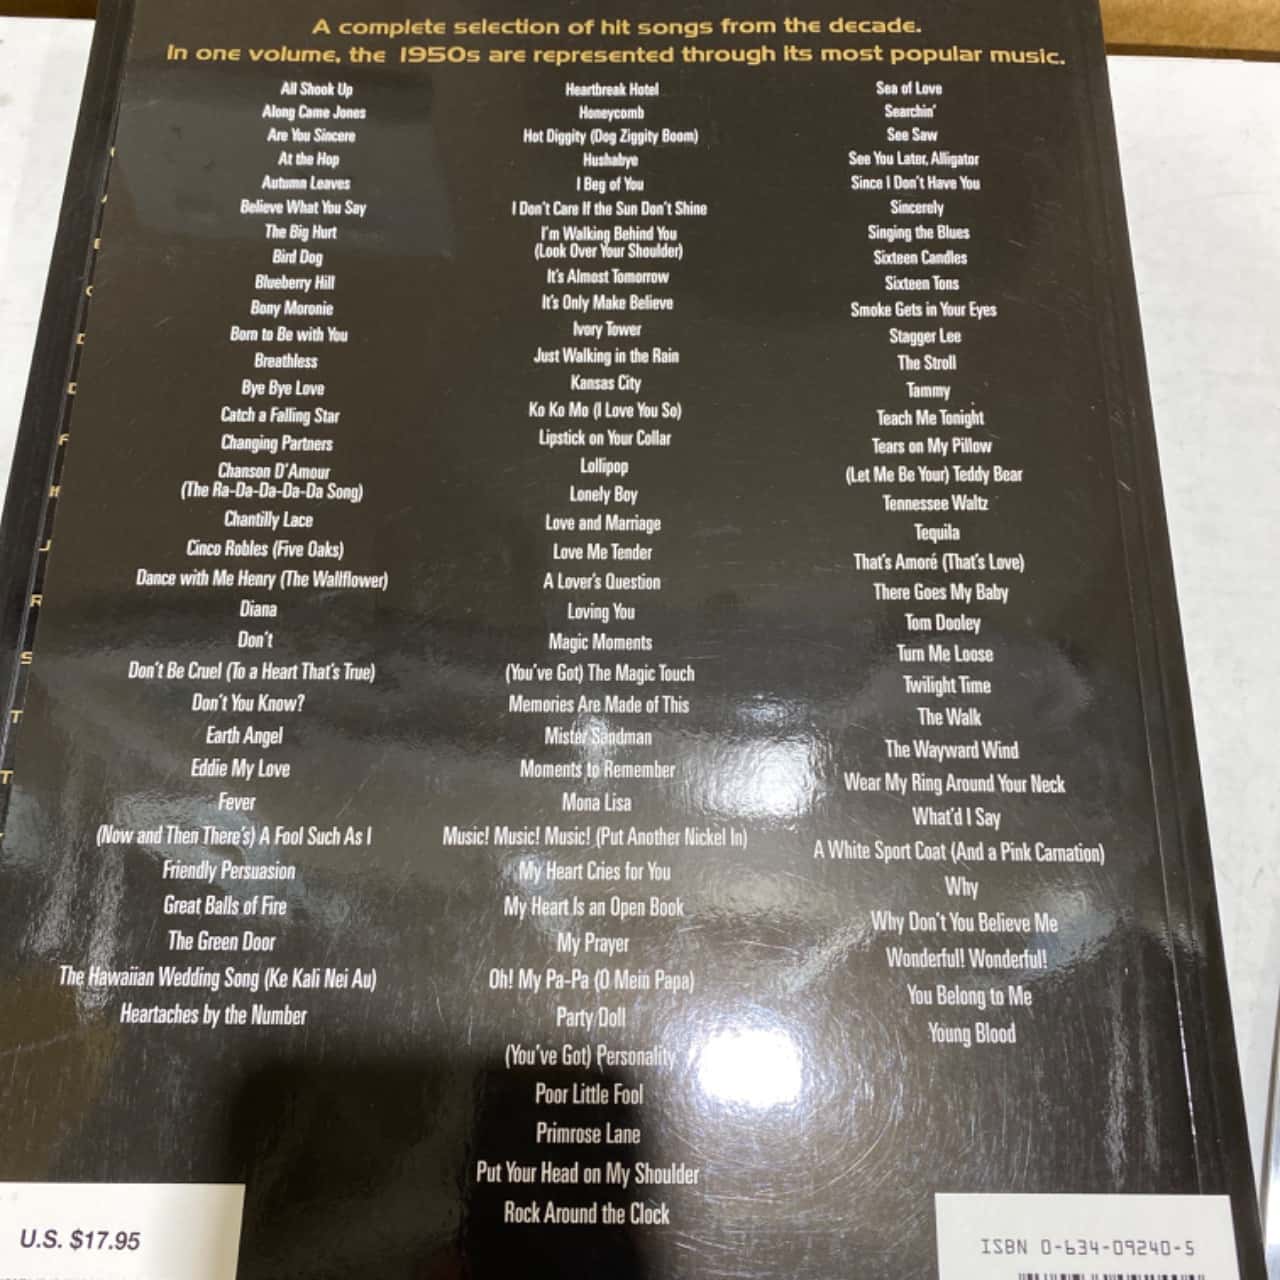 A complete selection of hit songs from the decade.
In one volume, the 1950s are represented through its most popular music.
All Shook Up
Along Came Jones
Are You Sincere
At the Hop
Autumn Leaves
Believe What You Say
The Big Hurt
Bird Dog
Blueberry Hill
Bony Moronie
Born to Be with You
Breathless
Bye Bye Love
Catch a Falling Star
Changing Partners
Chanson D'Amour
(The Ra-Da-Da-Da-Da Song)
Chantilly Lace
Cinco Robles (Five Oaks)
Dance with Me Henry (The Wallflower)
Diana
Don't
Don't Be Cruel (To a Heart That's True)
Don't You Know?
Earth Angel
Eddie My Love
Fever
(Now and Then There's) A Fool Such As I
Friendly Persuasion
Great Balls of Fire
The Green Door
The Hawaiian Wedding Song (Ke Kali Nei Au)
Heartaches by the Number
Heartbreak Hotel
Honeycomb
Hot Diggity (Dog Ziggity Boom)
Hushabye
I Beg of You
I Don't Care If the Sun Don't Shine
I'm Walking Behind You
(Look Over Your Shoulder)
It's Almost Tomorrow
It's Only Make Believe
Ivory Tower
Just Walking in the Rain
Kansas City
Ko Ko Mo (I Love You So)
Lipstick on Your Collar
Lollipop
Lonely Boy
Love and Marriage
Love Me Tender
A Lover's Question
Loving You
Magic Moments
(You've Got) The Magic Touch
Memories Are Made of This
Mister Sandman
Moments to Remember
Mona Lisa
Music! Music! Music! (Put Another Nickel In)
My Heart Cries for You
My Heart Is an Open Book
My Prayer
Oh! My Pa-Pa (O Mein Papa)
Party Doll
(You've Got) Personality
Poor Little Fool
Primrose Lane
Put Your Head on My Shoulder
Rock Around the Clock
Sea of Love
Searchin'
See Saw
See You Later, Alligator
Since I Don't Have You
Sincerely
Singing the Blues
Sixteen Candles
Sixteen Tons
Smoke Gets in Your Eyes
Stagger Lee
The Stroll
Tammy
Teach Me Tonight
Tears on My Pillow
(Let Me Be Your) Teddy Bear
Tennessee Waltz
Tequila
That's Amoré (That's Love)
There Goes My Baby
Tom Dooley
Turn Me Loose
Twilight Time
The Walk
The Wayward Wind
Wear My Ring Around Your Neck
What'd I Say
A White Sport Coat (And a Pink Carnation)
Why
Why Don't You Believe Me
Wonderful! Wonderful!
You Belong to Me
Young Blood
U.S. $17.95
ISBN 0-634-09240-5